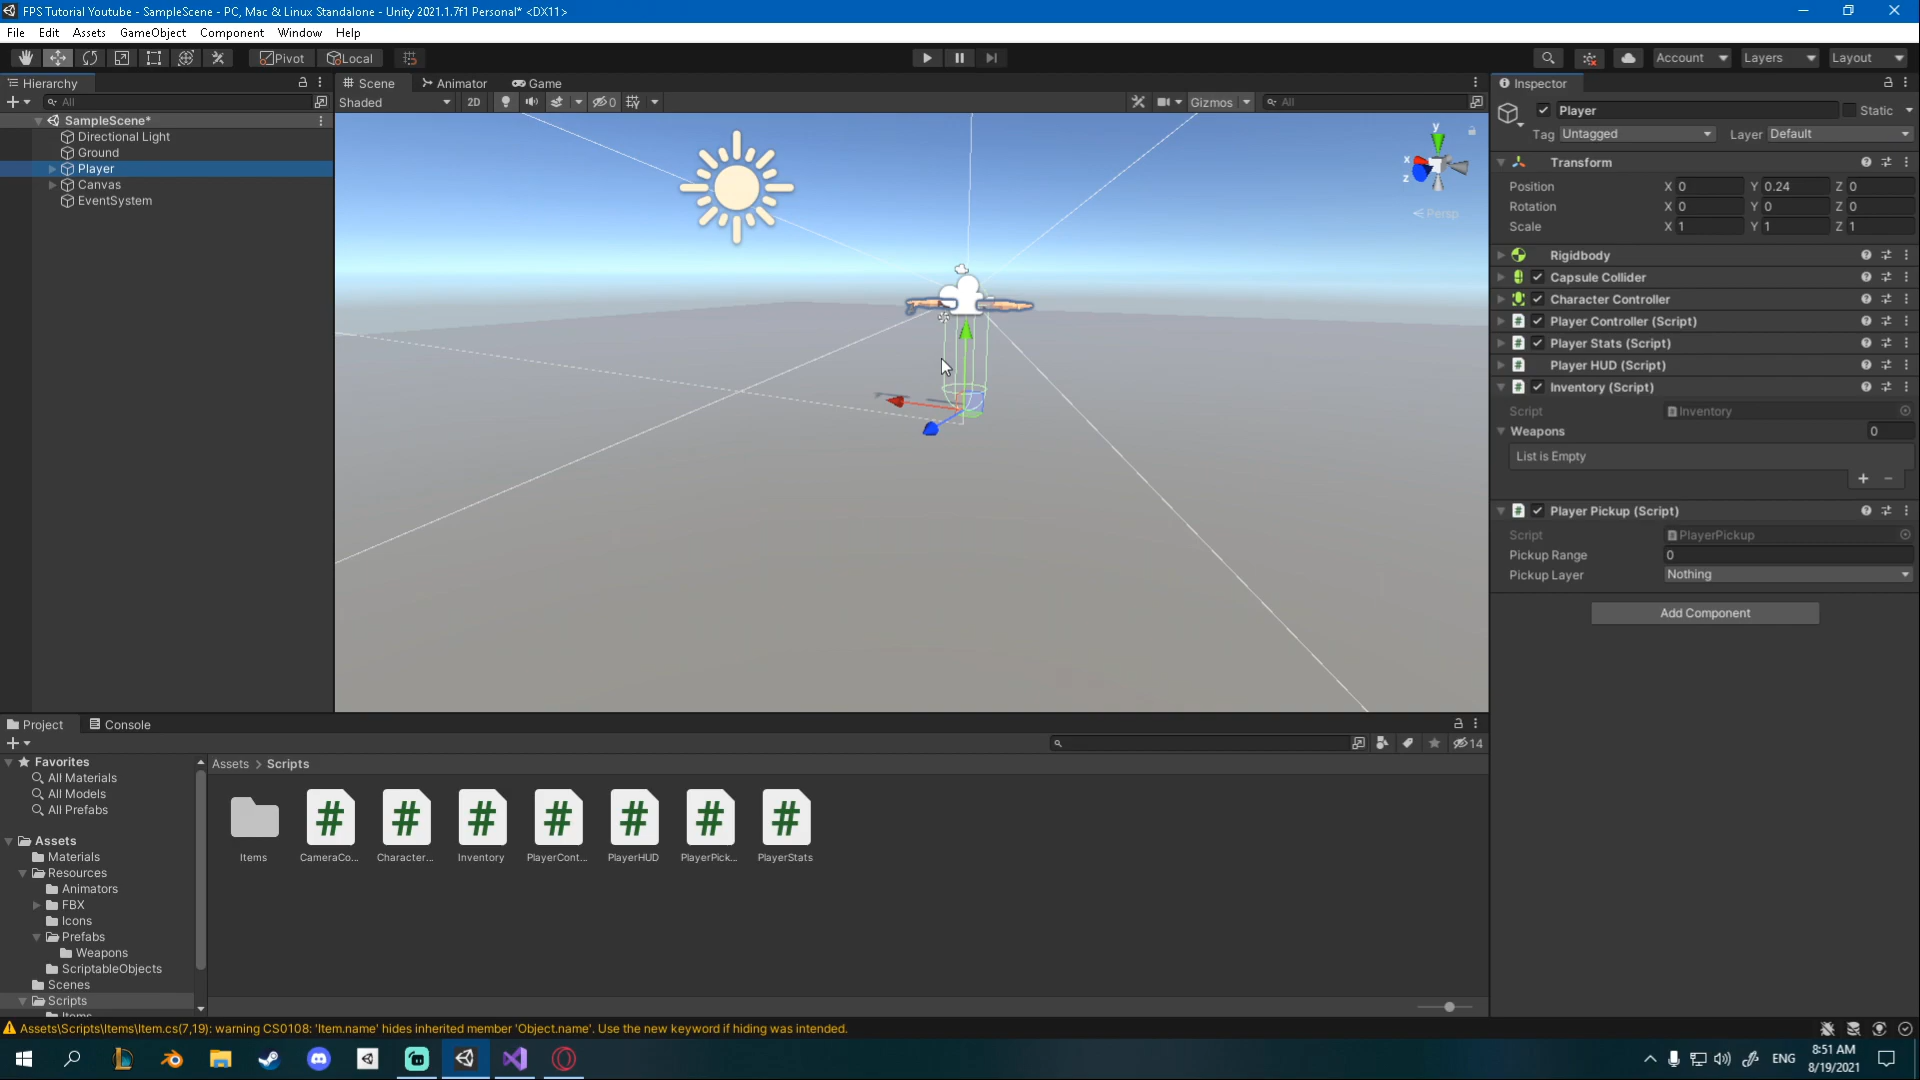 FPS Tutorial Youtube - SampleScene - PC, Mac & Linux Standalone - Unity 2021.1.7f1 Personal* <DX11>
File Edit Assets GameObject Component Window Help
Pivot Local Account Layers Layout
Hierarchy
All
SampleScene*
Directional Light
Ground
Player
Canvas
EventSystem
Scene Animator Game
Shaded 2D 0 Gizmos All
y
x
z
Persp
Inspector
Player Static
Tag Untagged Layer Default
Transform
Position X 0 Y 0.24 Z 0
Rotation X 0 Y 0 Z 0
Scale X 1 Y 1 Z 1
Rigidbody
Capsule Collider
Character Controller
Player Controller (Script)
Player Stats (Script)
Player HUD (Script)
Inventory (Script)
Script Inventory
Weapons 0
List is Empty
Player Pickup (Script)
Script PlayerPickup
Pickup Range 0
Pickup Layer Nothing
Add Component
Project Console
14
Favorites
All Materials
All Models
All Prefabs
Assets
Materials
Resources
Animators
FBX
Icons
Prefabs
Weapons
ScriptableObjects
Scenes
Scripts
Items
Assets > Scripts
Items CameraCo... Character... Inventory PlayerCont... PlayerHUD PlayerPick... PlayerStats
Assets\Scripts\Items\Item.cs(7,19): warning CS0108: 'Item.name' hides inherited member 'Object.name'. Use the new keyword if hiding was intended.
ENG
8:51 AM
8/19/2021